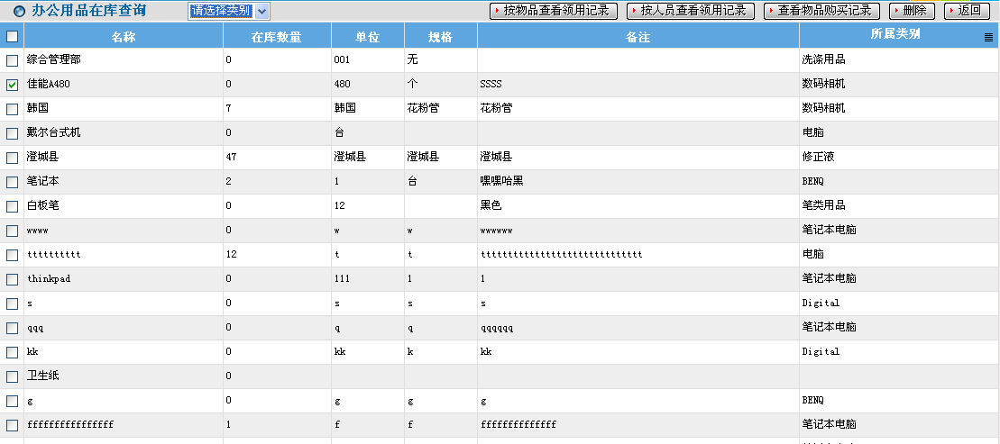 办公用品在库查询 请选择类别 按物品查看领用记录 按人员查看领用记录 查看物品购买记录 删除 返回
名称 在库数量 单位 规格 备注 所属类别
综合管理部 0 001 无 洗涤用品
佳能A480 0 480 个 SSSS 数码相机
韩国 7 韩国 花粉管 花粉管 数码相机
戴尔台式机 0 台 电脑
澄城县 47 澄城县 澄城县 澄城县 修正液
笔记本 2 1 台 嘿嘿哈黑 BENQ
白板笔 0 12 黑色 笔类用品
wwww 0 w w wwwwww 笔记本电脑
tttttttttt 12 t t tttttttttttttttttttttttttttttt 电脑
thinkpad 0 111 1 1 笔记本电脑
s 0 s s s Digital
qqq 0 q q qqqqqq 笔记本电脑
kk 0 kk k kk Digital
卫生纸 0
g 0 g g g BENQ
ffffffffffffffff 1 f f ffffffffffffff 笔记本电脑